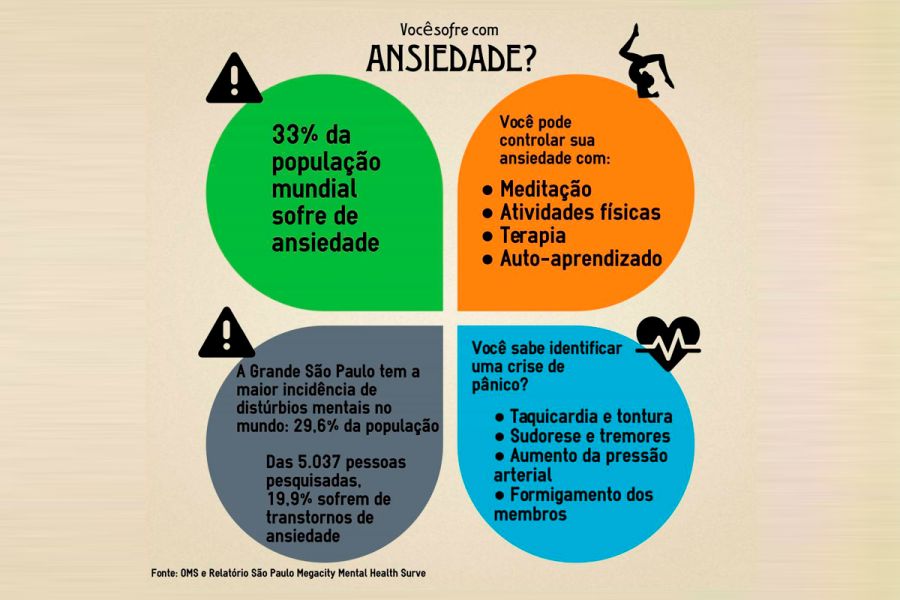 Você sofre com
ANSIEDADE?
33% da
população
mundial
sofre de
ansiedade
Você pode
controlar sua
ansiedade com:
● Meditação
● Atividades físicas
● Terapia
● Auto-aprendizado
A Grande São Paulo tem a
maior incidência de
distúrbios mentais no
mundo: 29,6% da população
Das 5.037 pessoas
pesquisadas,
19,9% sofrem de
transtornos de
ansiedade
Você sabe identificar
uma crise de
pânico?
● Taquicardia e tontura
● Sudorese e tremores
● Aumento da pressão
arterial
● Formigamento dos
membros
Fonte: OMS e Relatório São Paulo Megacity Mental Health Surve